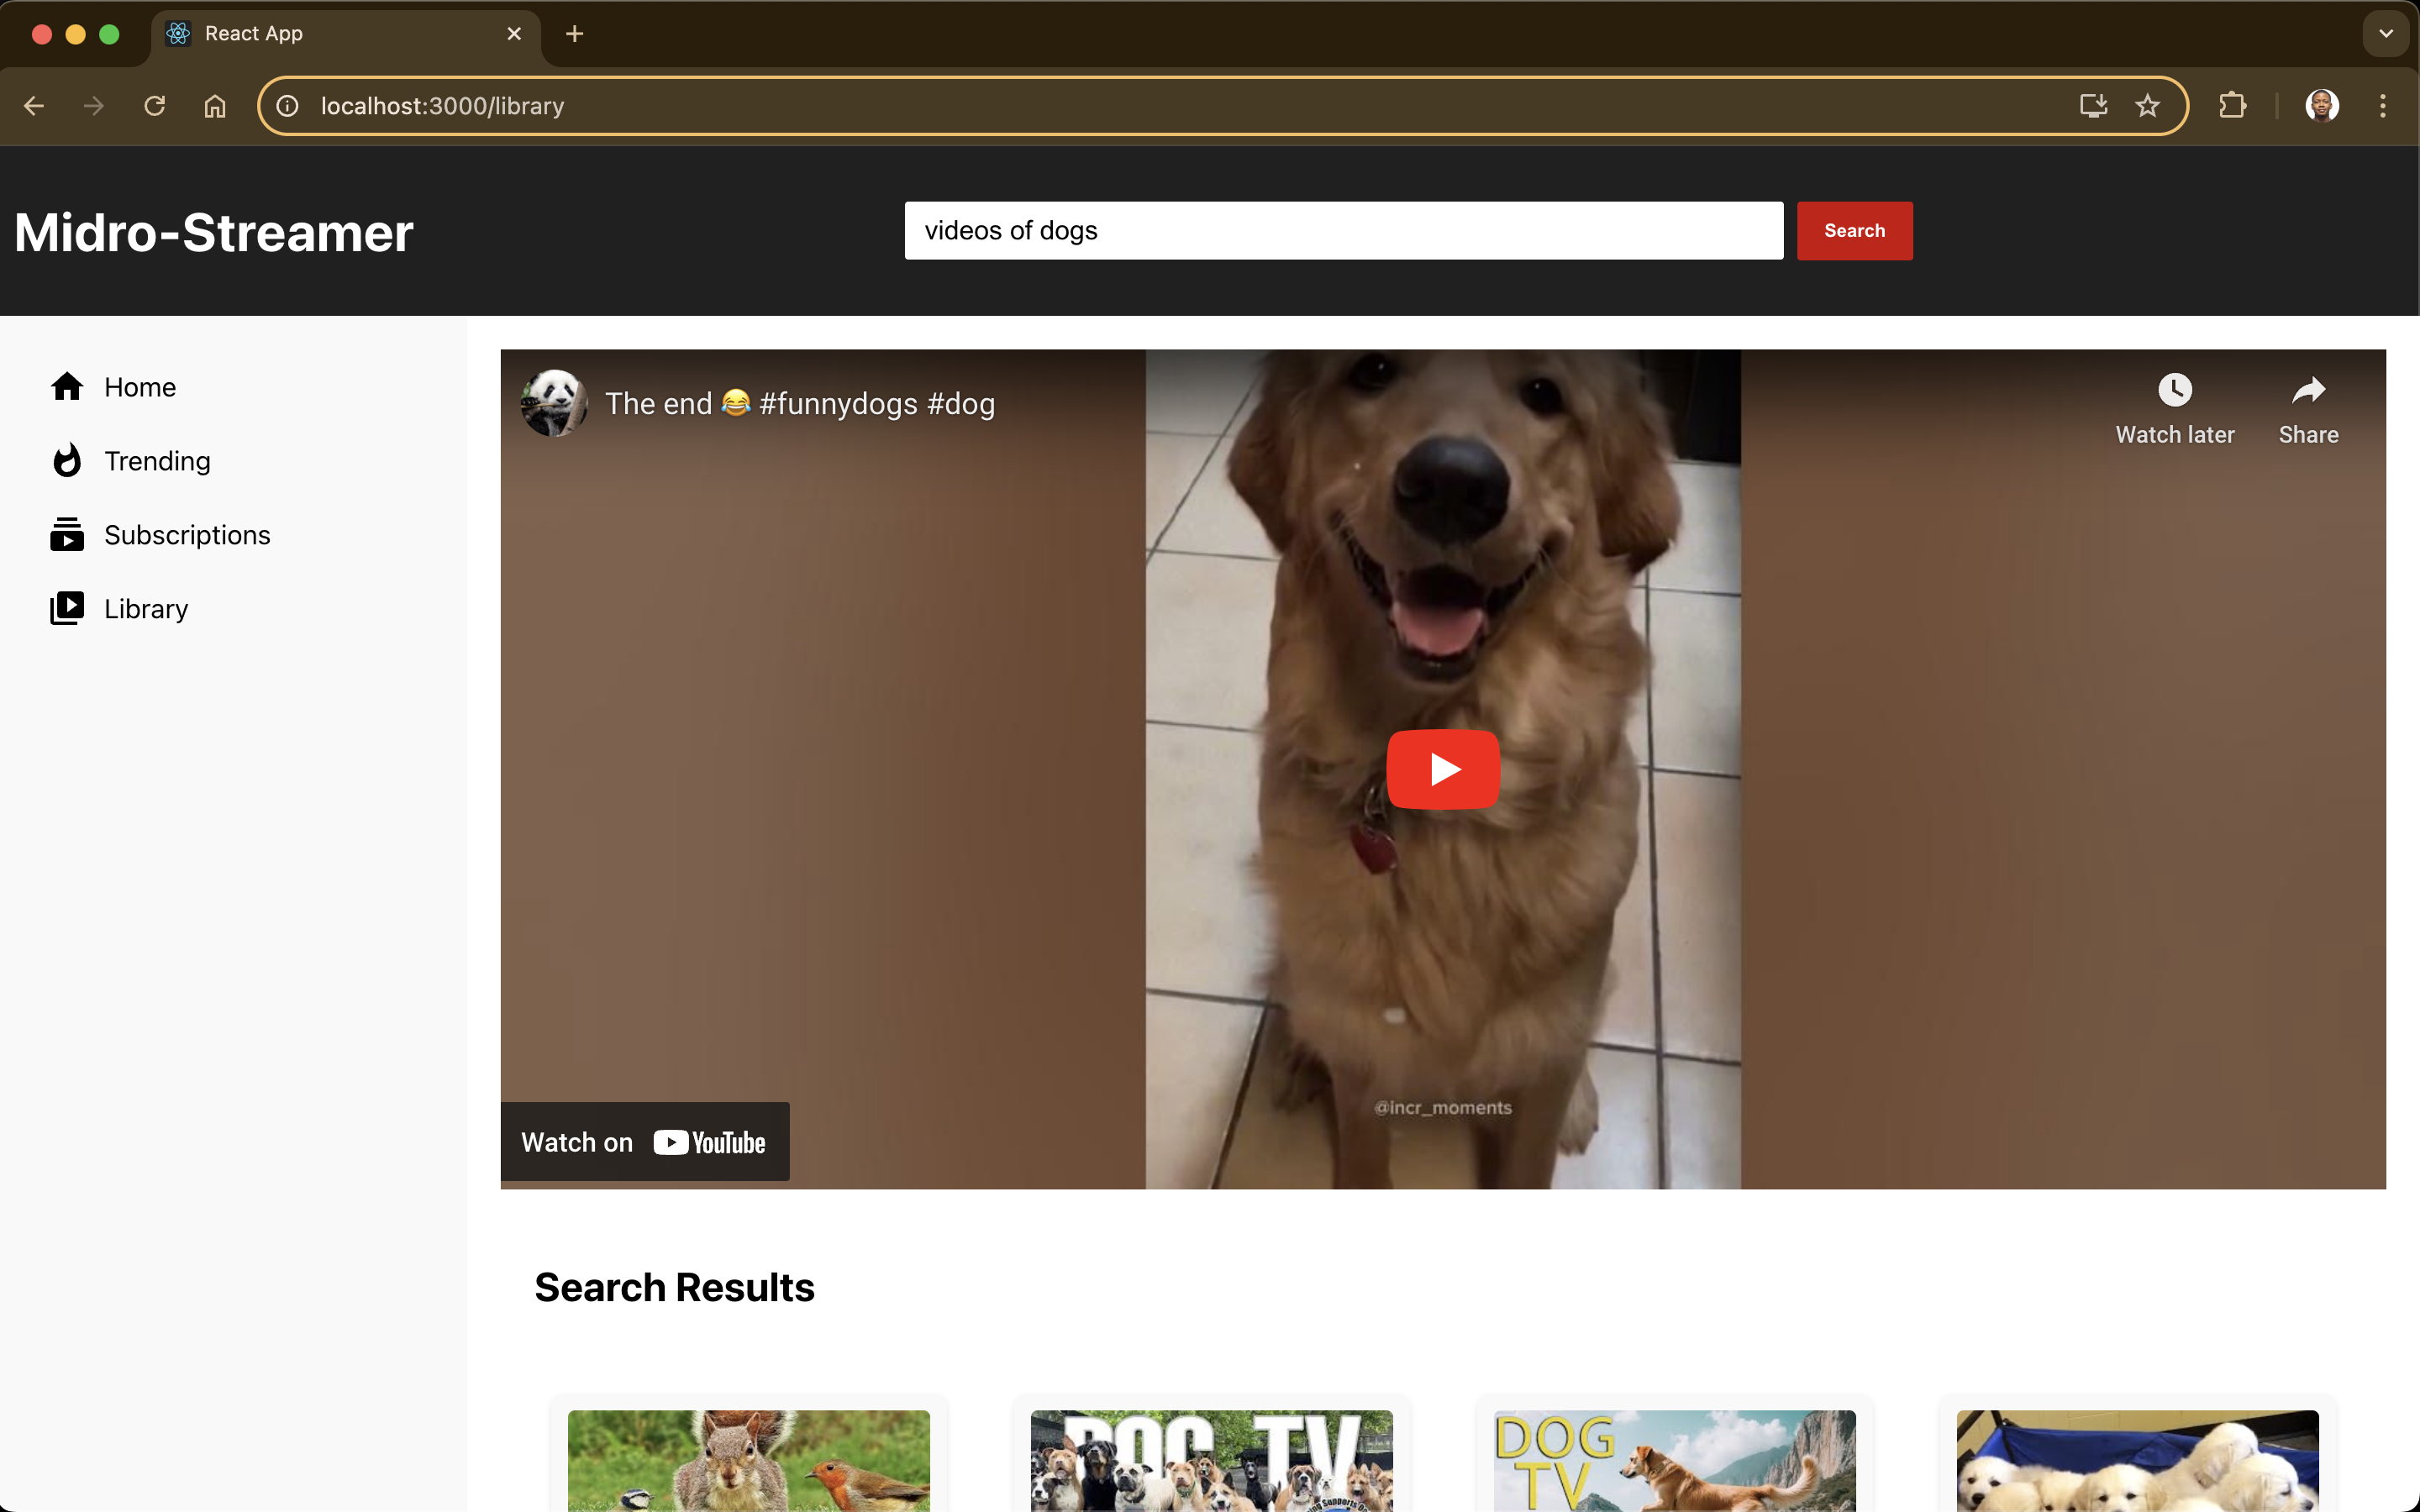 React App
localhost:3000/library
Midro-Streamer
videos of dogs
Search
Home
Trending
Subscriptions
Library
The end 😂 #funnydogs #dog
Watch later
Share
@incr_moments
Watch on YouTube
Search Results
DOG TV
DOG
TV